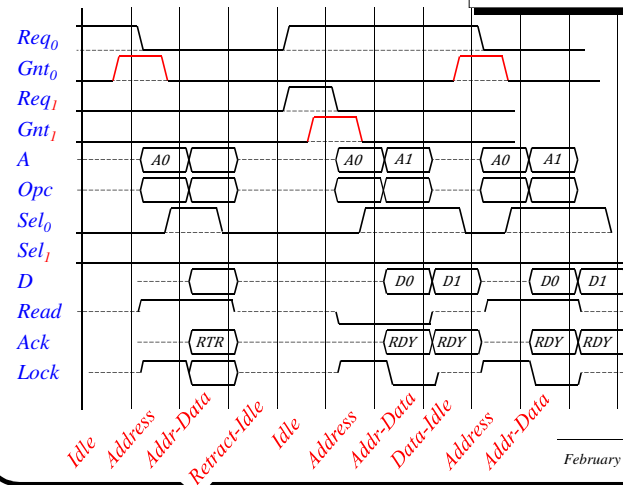 Req0
Gnt0
Req1
Gnt1
A A0 A0 A1 A0 A1
Opc
Sel0
Sel1
D D0 D1 D0 D1
Read
Ack RTR RDY RDY RDY RDY
Lock
Idle Address Addr-Data Retract-Idle Idle Address Addr-Data Data-Idle Address Addr-Data
February